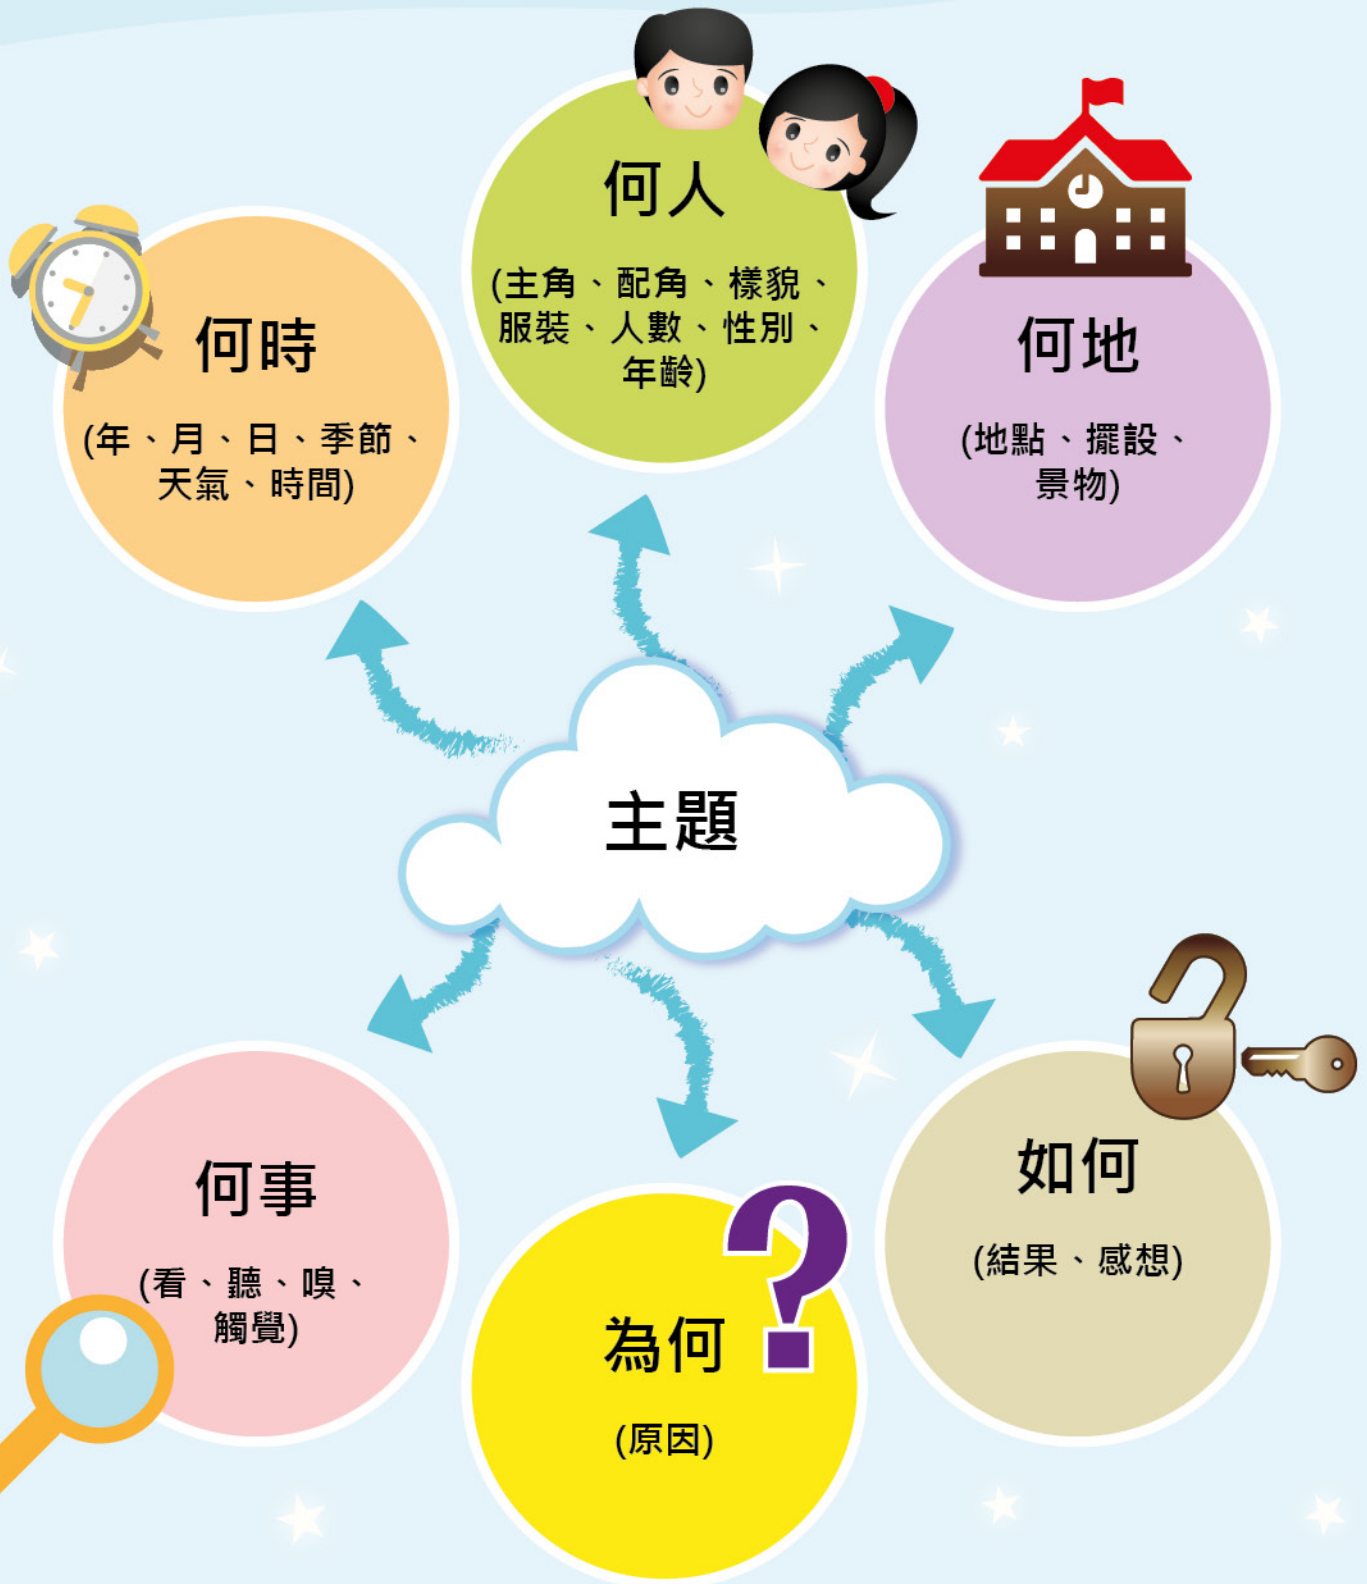 何人
(主角、配角、樣貌、
服裝、人數、性別、
年齡)
何時
(年、月、日、季節、
天氣、時間)
何地
(地點、擺設、
景物)
主題
何事
(看、聽、嗅、
觸覺)
為何
(原因)
?
如何
(結果、感想)